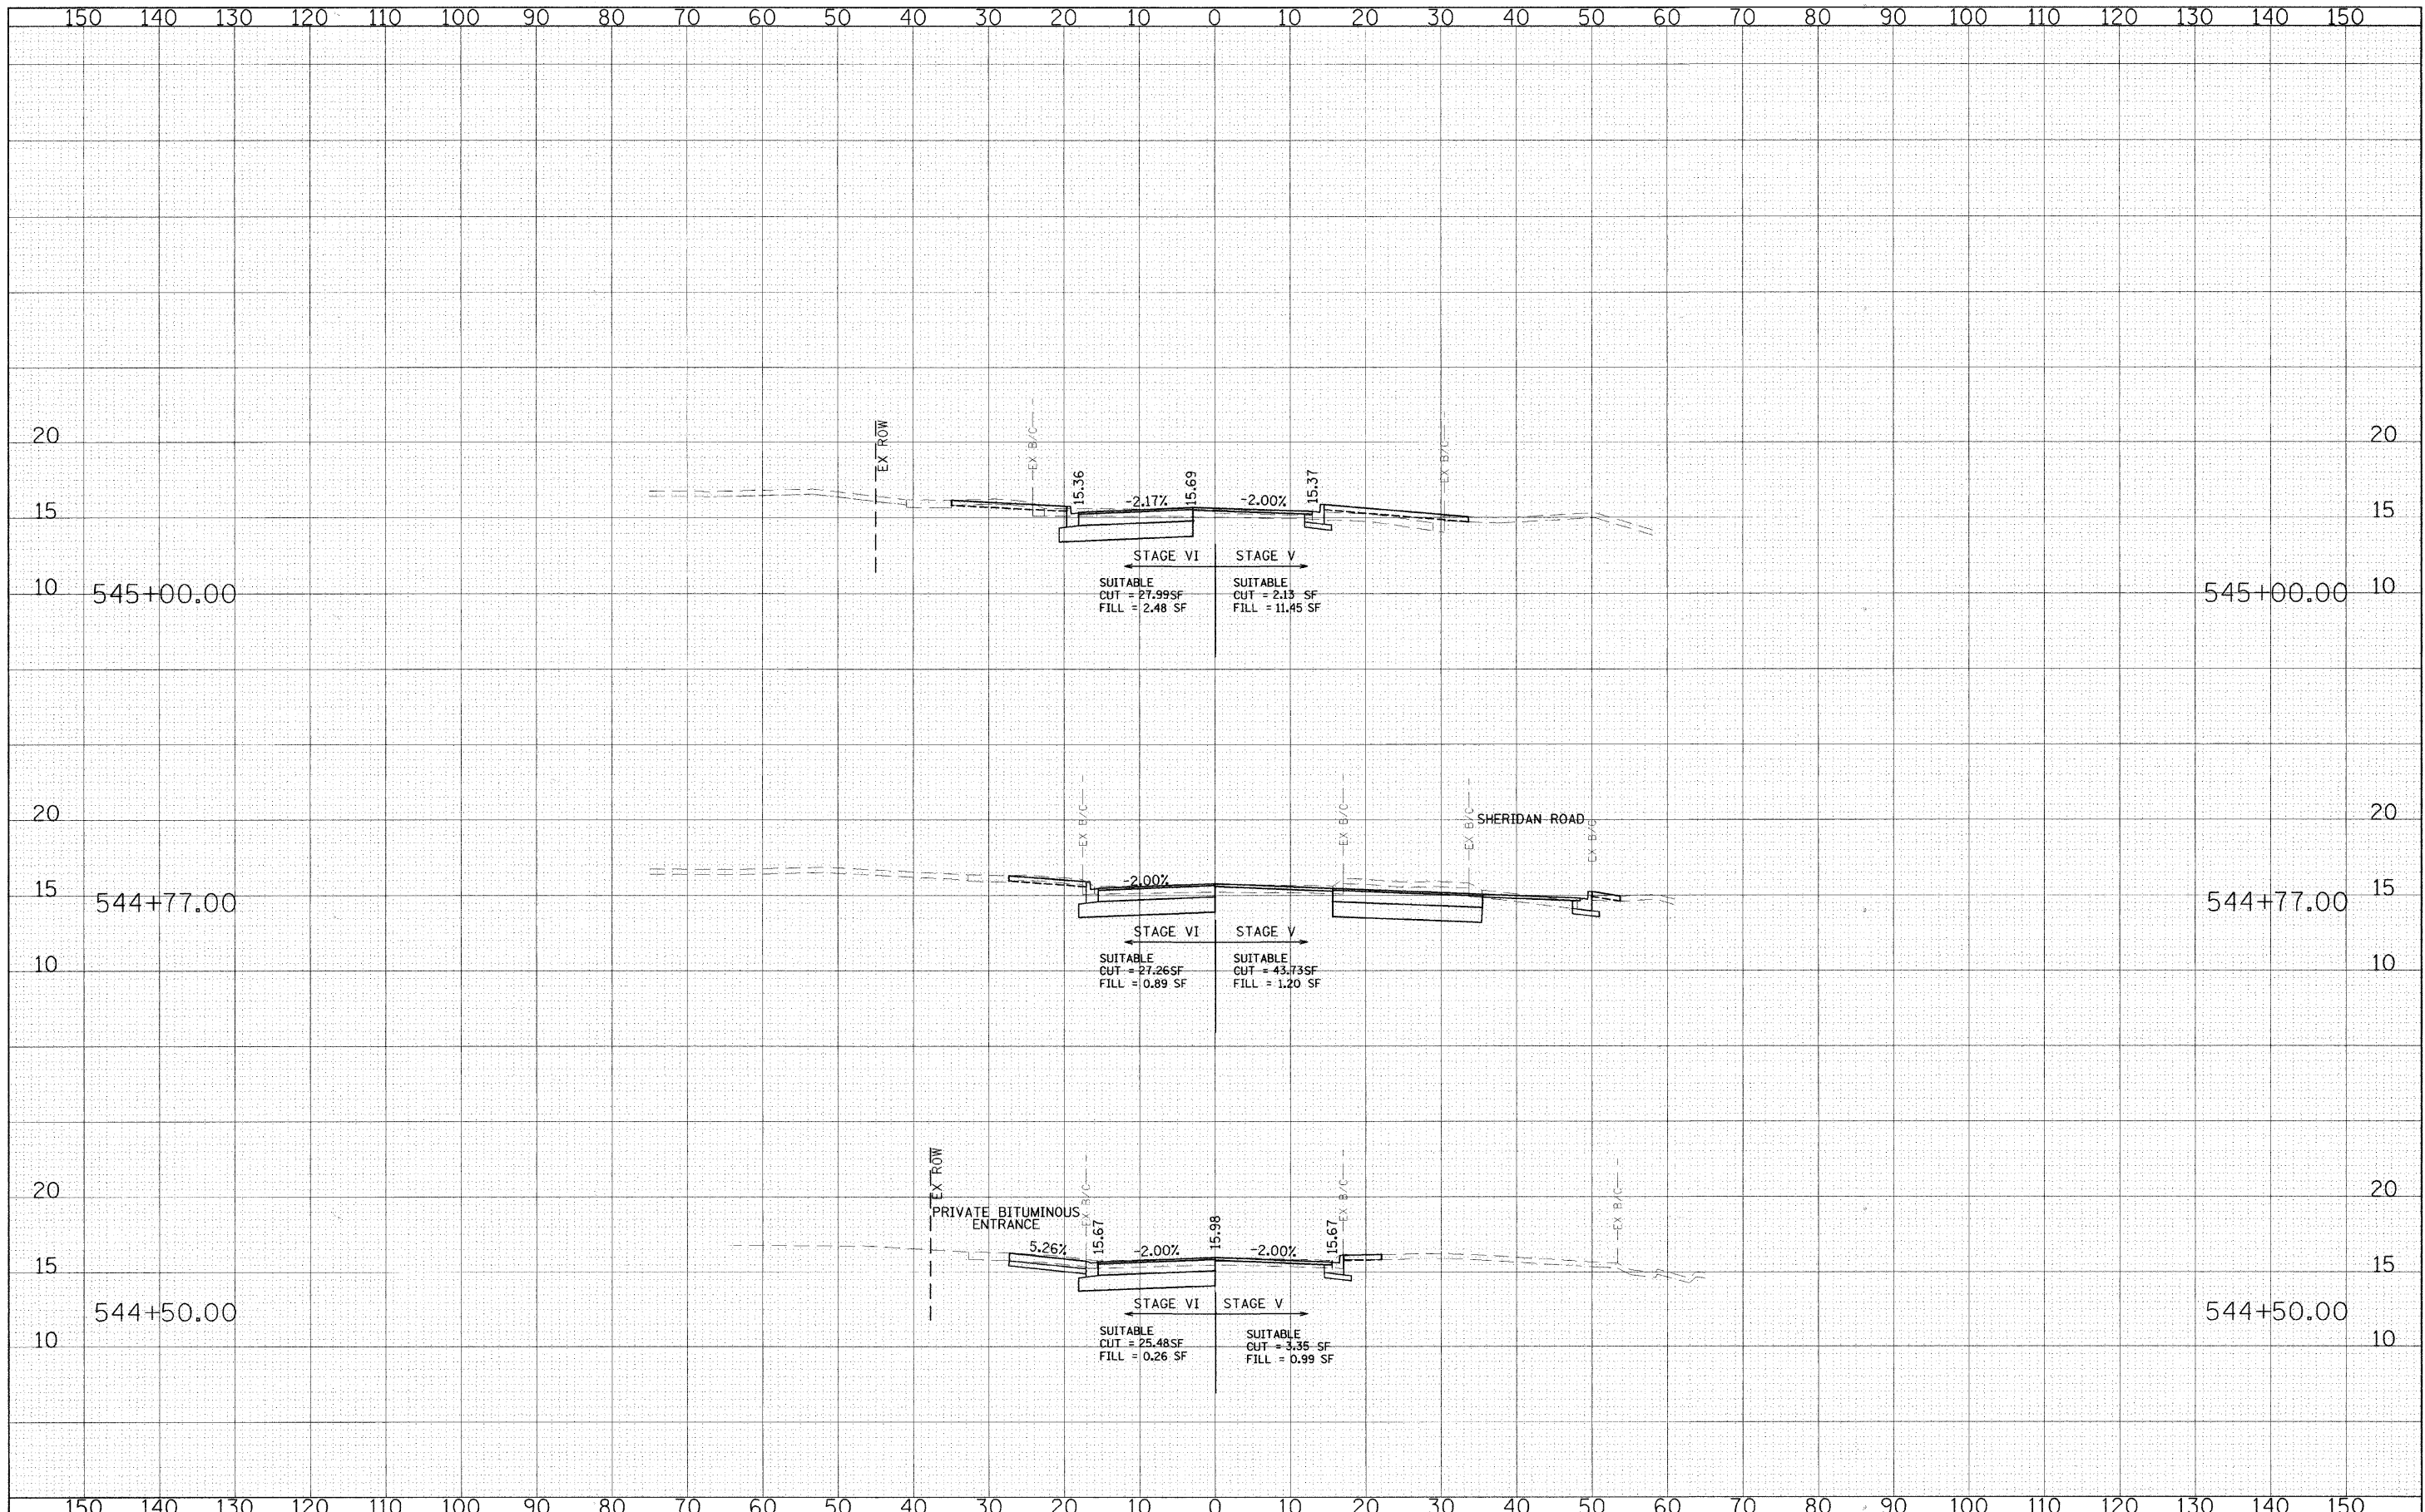 150 140 130 120 110 100 90 80 70 60 50 40 30 20 10 0 10 20 30 40 50 60 70 80 90 100 110 120 130 140 150
20 EX ROW EX B/C EX B/C 20
15.36 15.69 15.37
-2.17% -2.00%
15 15
STAGE VI STAGE V
10 545+00.00 545+00.00 10
SUITABLE
CUT = 27.99SF
FILL = 2.48 SF
SUITABLE
CUT = 2.13 SF
FILL = 11.45 SF
20 EX B/C EX B/C EX B/C SHERIDAN ROAD EX B/C 20
-2.00%
15 15
544+77.00 544+77.00
STAGE VI STAGE V
10 10
SUITABLE
CUT = 27.26SF
FILL = 0.89 SF
SUITABLE
CUT = 43.73SF
FILL = 1.20 SF
20 EX ROW EX B/C EX B/C EX B/C 20
PRIVATE BITUMINOUS
ENTRANCE
15.67 15.98 15.67
5.26% -2.00% -2.00%
15 15
STAGE VI STAGE V
544+50.00 544+50.00
10 10
SUITABLE
CUT = 25.48SF
FILL = 0.26 SF
SUITABLE
CUT = 3.35 SF
FILL = 0.99 SF
150 140 130 120 110 100 90 80 70 60 50 40 30 20 10 0 10 20 30 40 50 60 70 80 90 100 110 120 130 140 150